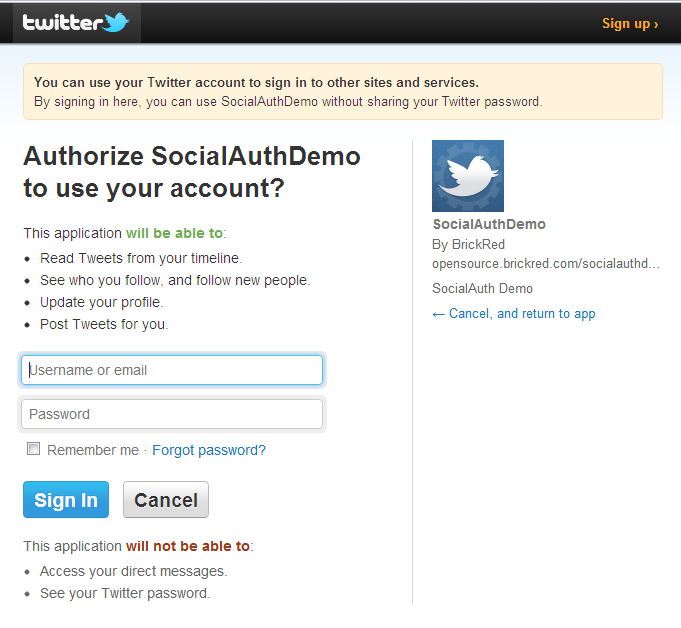 twitter
Sign up ›
You can use your Twitter account to sign in to other sites and services.
By signing in here, you can use SocialAuthDemo without sharing your Twitter password.
Authorize SocialAuthDemo
to use your account?
This application will be able to:
• Read Tweets from your timeline.
• See who you follow, and follow new people.
• Update your profile.
• Post Tweets for you.
Username or email
Password
Remember me · Forgot password?
Sign In
Cancel
This application will not be able to:
• Access your direct messages.
• See your Twitter password.
SocialAuthDemo
By BrickRed
opensource.brickred.com/socialauthd...
SocialAuth Demo
← Cancel, and return to app